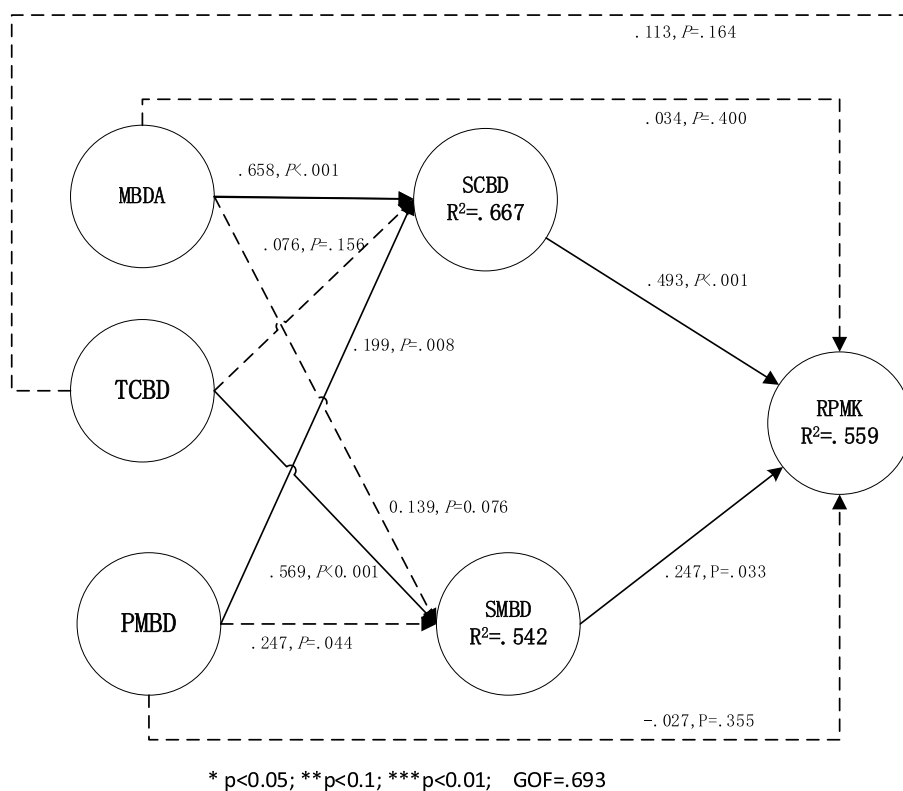 .113, P=.164
.034, P=.400
MBDA
.658, P<.001
SCBD
R²=.667
.076, P=.156
.493, P<.001
.199, P=.008
TCBD
RPMK
R²=.559
0.139, P=0.076
.569, P<0.001
.247, P=.033
PMBD
SMBD
R²=.542
.247, P=.044
-.027, P=.355
* p<0.05; **p<0.1; ***p<0.01; GOF=.693